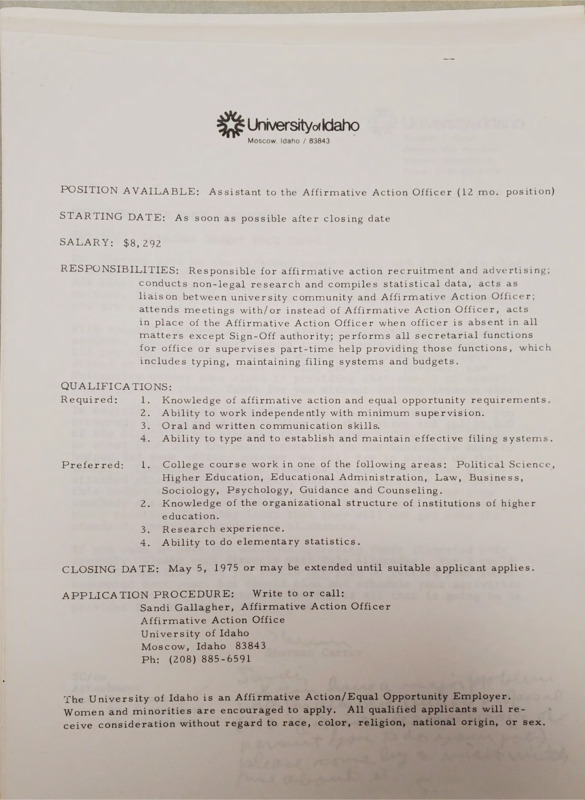 University of Idaho
Moscow, Idaho / 83843
POSITION AVAILABLE: Assistant to the Affirmative Action Officer (12 mo. position)
STARTING DATE: As soon as possible after closing date
SALARY: $8,292
RESPONSIBILITIES: Responsible for affirmative action recruitment and advertising;
conducts non-legal research and compiles statistical data, acts as
liaison between university community and Affirmative Action Officer;
attends meetings with/or instead of Affirmative Action Officer, acts
in place of the Affirmative Action Officer when officer is absent in all
matters except Sign-Off authority; performs all secretarial functions
for office or supervises part-time help providing those functions, which
includes typing, maintaining filing systems and budgets.
QUALIFICATIONS:
Required: 1. Knowledge of affirmative action and equal opportunity requirements.
2. Ability to work independently with minimum supervision.
3. Oral and written communication skills.
4. Ability to type and to establish and maintain effective filing systems.
Preferred: 1. College course work in one of the following areas: Political Science,
Higher Education, Educational Administration, Law, Business,
Sociology, Psychology, Guidance and Counseling.
2. Knowledge of the organizational structure of institutions of higher
education.
3. Research experience.
4. Ability to do elementary statistics.
CLOSING DATE: May 5, 1975 or may be extended until suitable applicant applies.
APPLICATION PROCEDURE: Write to or call:
Sandi Gallagher, Affirmative Action Officer
Affirmative Action Office
University of Idaho
Moscow, Idaho 83843
Ph: (208) 885-6591
The University of Idaho is an Affirmative Action/Equal Opportunity Employer.
Women and minorities are encouraged to apply. All qualified applicants will re-
ceive consideration without regard to race, color, religion, national origin, or sex.